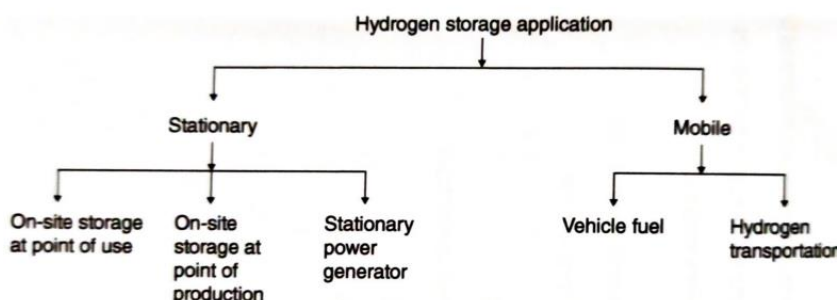 Hydrogen storage application
Stationary
Mobile
On-site storage
at point of use
On-site
storage at
point of
production
Stationary
power
generator
Vehicle fuel
Hydrogen
transportation